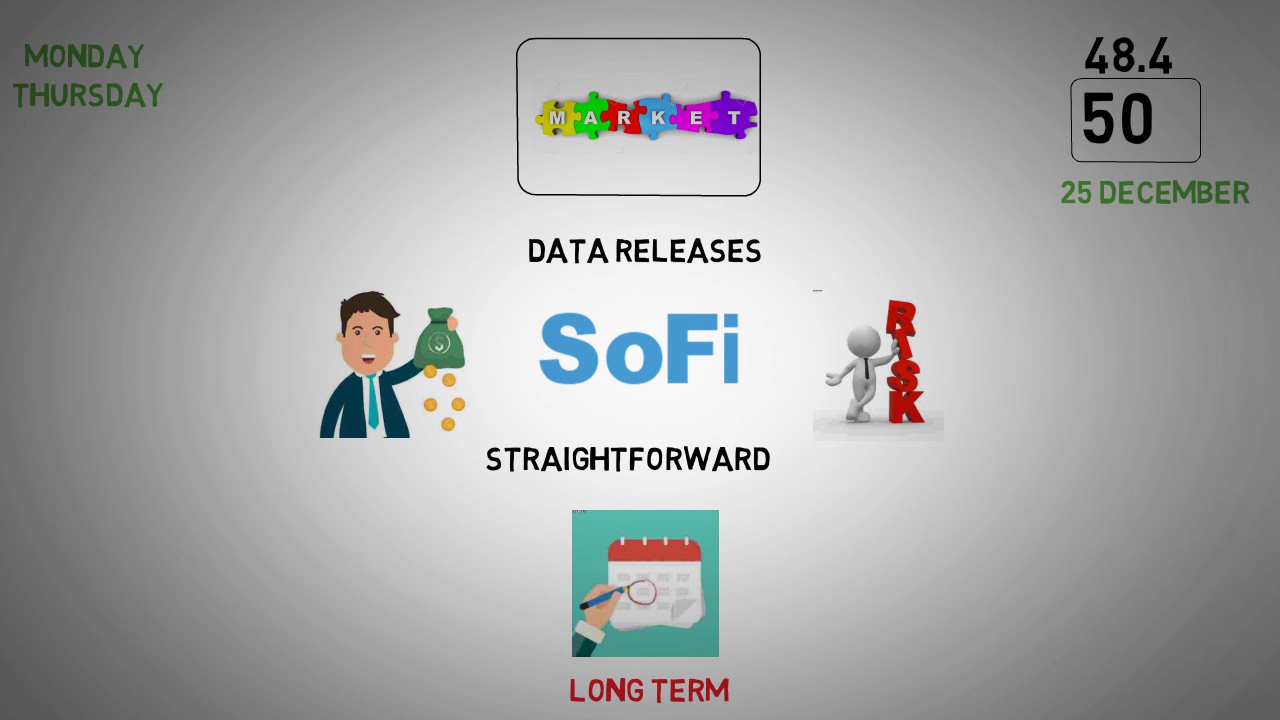 MONDAY
THURSDAY
MARKET
48.4
50
25 DECEMBER
DATA RELEASES
SoFi
RISK
STRAIGHTFORWARD
LONG TERM